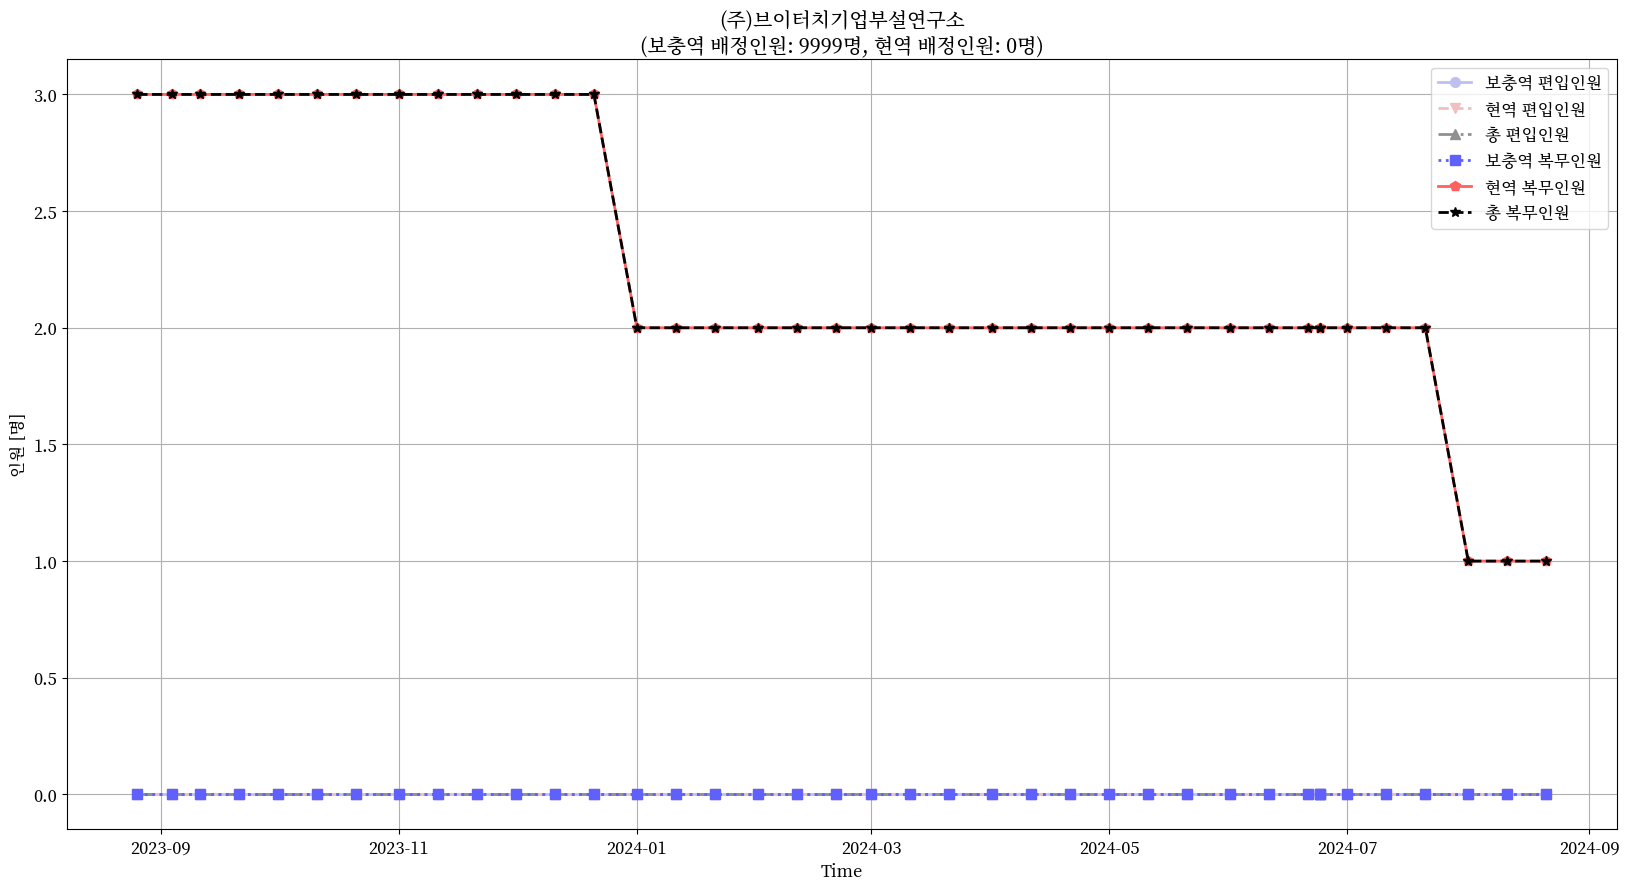 (주)브이터치기업부설연구소
(보충역 배정인원: 9999명, 현역 배정인원: 0명)
보충역 편입인원
현역 편입인원
총 편입인원
보충역 복무인원
현역 복무인원
총 복무인원
인원 [명]
3.0
2.5
2.0
1.5
1.0
0.5
0.0
2023-09 2023-11 2024-01 2024-03 2024-05 2024-07 2024-09
Time